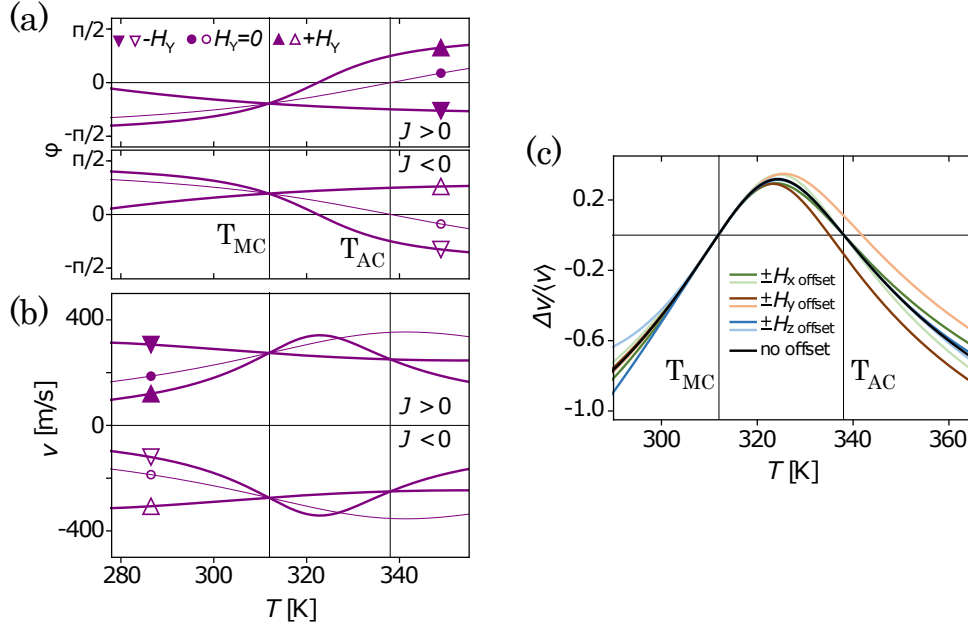 (a)
π/2
▼▽-H_Y ●○H_Y=0 ▲△+H_Y
0
-π/2
J > 0
φ
π/2
J < 0
0
T_MC
T_AC
-π/2
(b)
400
J > 0
0
J < 0
v [m/s]
-400
280 300 320 340
T [K]
(c)
0.2
-0.2
-0.6
-1.0
Δv/⟨v⟩
±H_x offset
±H_y offset
±H_z offset
no offset
T_MC
T_AC
300 320 340 360
T [K]